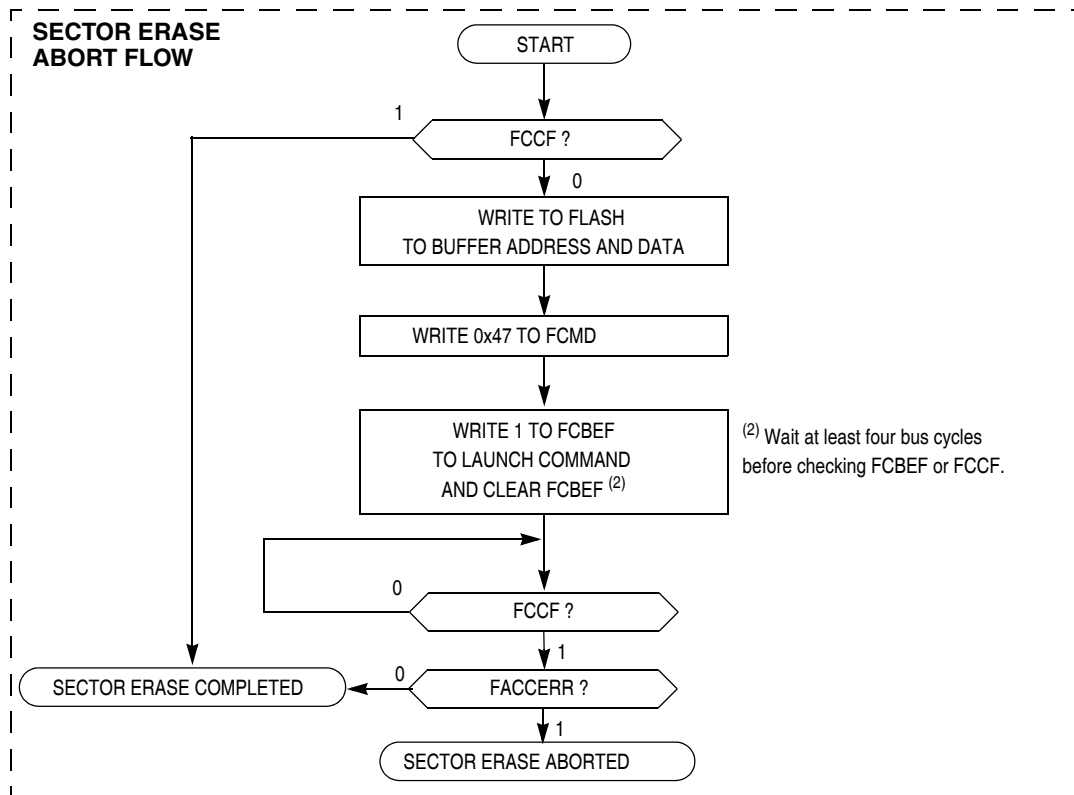 SECTOR ERASE
ABORT FLOW
START
1
FCCF ?
0
WRITE TO FLASH
TO BUFFER ADDRESS AND DATA
WRITE 0x47 TO FCMD
WRITE 1 TO FCBEF
TO LAUNCH COMMAND
AND CLEAR FCBEF (2)
(2) Wait at least four bus cycles
before checking FCBEF or FCCF.
0
FCCF ?
1
SECTOR ERASE COMPLETED
0
FACCERR ?
1
SECTOR ERASE ABORTED